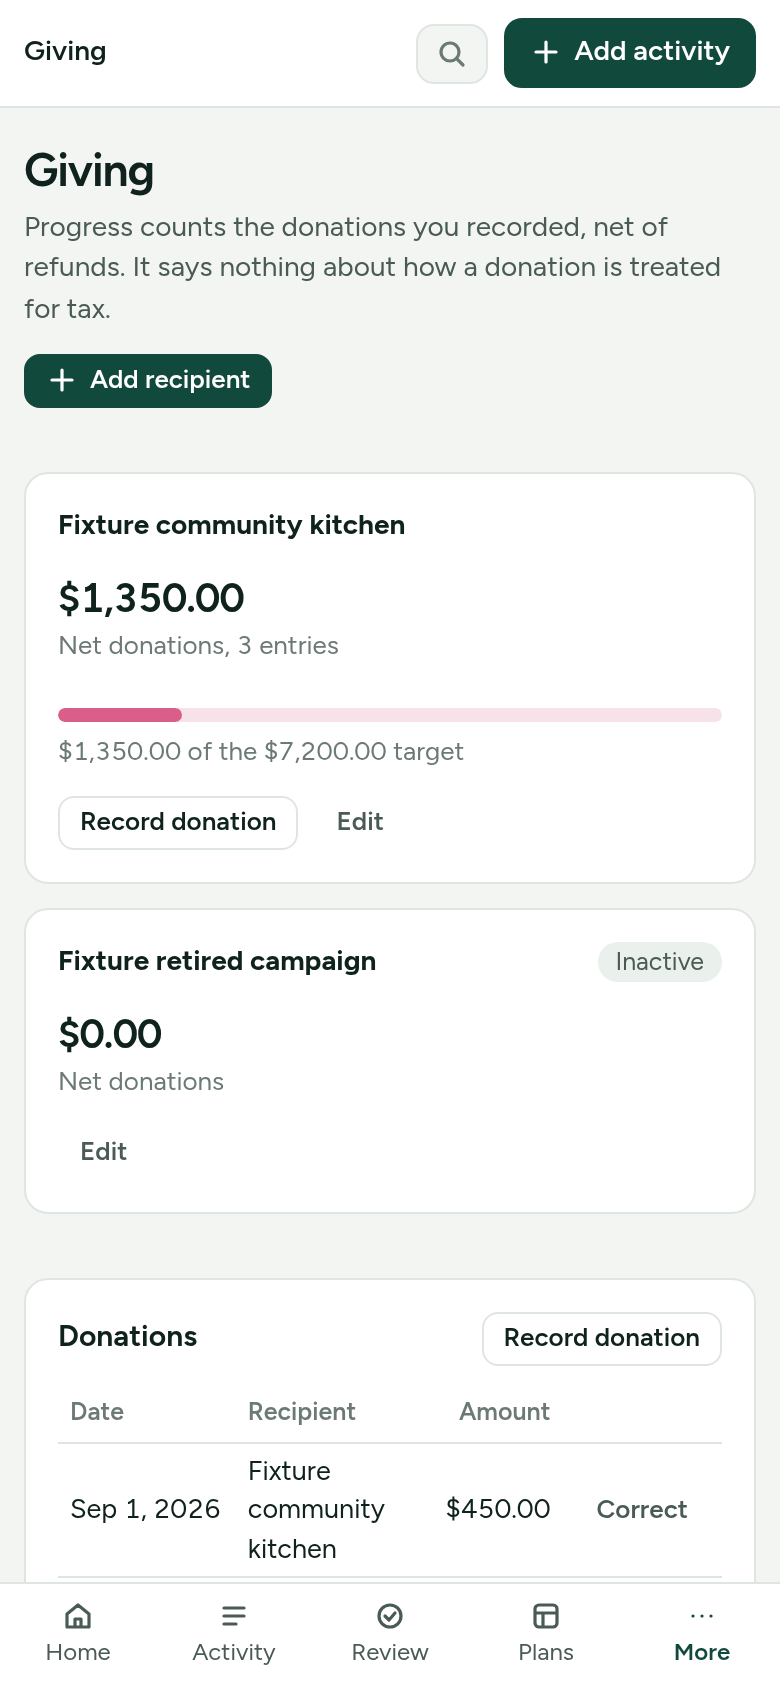 Giving
Add activity
Giving
Progress counts the donations you recorded, net of
refunds. It says nothing about how a donation is treated
for tax.
Add recipient
Fixture community kitchen
$1,350.00
Net donations, 3 entries
$1,350.00 of the $7,200.00 target
Record donation Edit
Fixture retired campaign Inactive
$0.00
Net donations
Edit
Donations Record donation
Date Recipient Amount
Sep 1, 2026 Fixture community kitchen $450.00 Correct
Home Activity Review Plans More